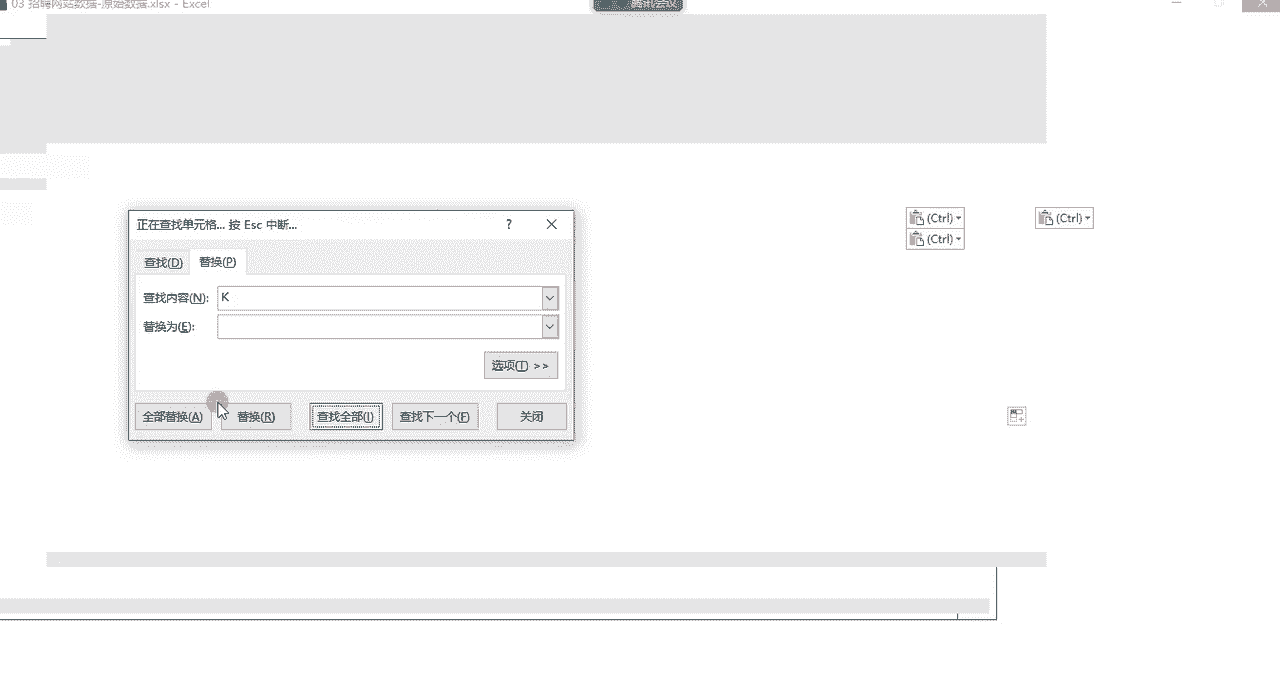 03 招聘网站数据-原始数据.xlsx - Excel
腾讯会议
正在查找单元格... 按 Esc 中断...
?
查找(D)
替换(P)
查找内容(N):
K
替换为(E):
选项(T) >>
全部替换(A)
替换(R)
查找全部(I)
查找下一个(F)
关闭
(Ctrl)
(Ctrl)
(Ctrl)